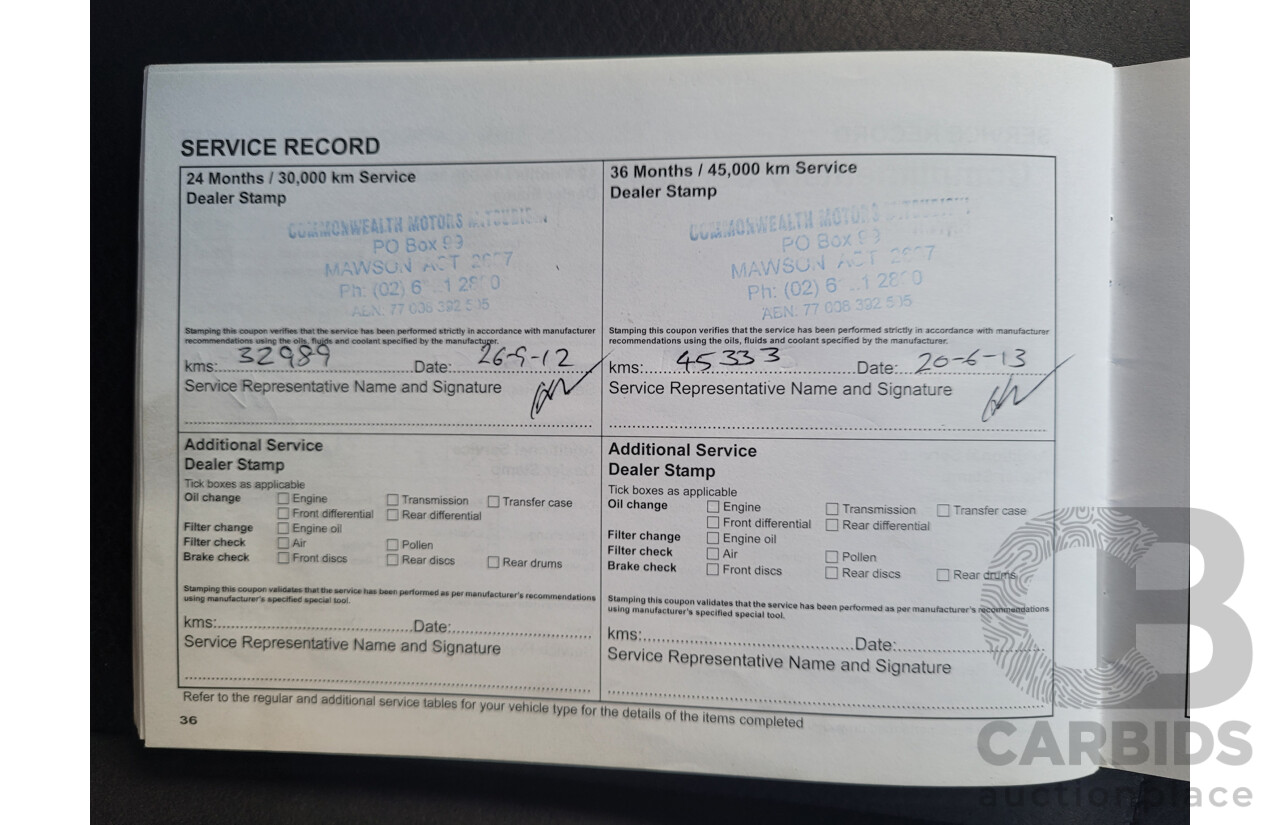 SERVICE RECORD
24 Months / 30,000 km Service
Dealer Stamp
COMMONWEALTH MOTORS
PO Box 99
MAWSON ACT
Ph: (02)
ABN: 77 008 392
Stamping this coupon verifies that the service has been performed strictly in accordance with manufacturer
recommendations using the oils, fluids and coolant specified by the manufacturer.
kms: 32989 Date: 26-9-12
Service Representative Name and Signature
Additional Service
Dealer Stamp
Tick boxes as applicable
Oil change Engine Transmission Transfer case
Front differential Rear differential
Filter change Engine oil
Filter check Air Pollen
Brake check Front discs Rear discs Rear drums
Stamping this coupon validates that the service has been performed as per manufacturer's recommendations
using manufacturer's specified special tool.
kms: Date:
Service Representative Name and Signature
36 Months / 45,000 km Service
Dealer Stamp
COMMONWEALTH MOTORS
PO Box 99
MAWSON ACT
Ph: (02)
ABN: 77 008 392
Stamping this coupon verifies that the service has been performed strictly in accordance with manufacturer
recommendations using the oils, fluids and coolant specified by the manufacturer.
kms: 45333 Date: 20-6-13
Service Representative Name and Signature
Additional Service
Dealer Stamp
Tick boxes as applicable
Oil change Engine Transmission Transfer case
Front differential Rear differential
Filter change Engine oil
Filter check Air Pollen
Brake check Front discs Rear discs Rear drums
Stamping this coupon validates that the service has been performed as per manufacturer's recommendations
using manufacturer's specified special tool.
kms: Date:
Service Representative Name and Signature
Refer to the regular and additional service tables for your vehicle type for the details of the items completed
36
CARBIDS
auctionplace